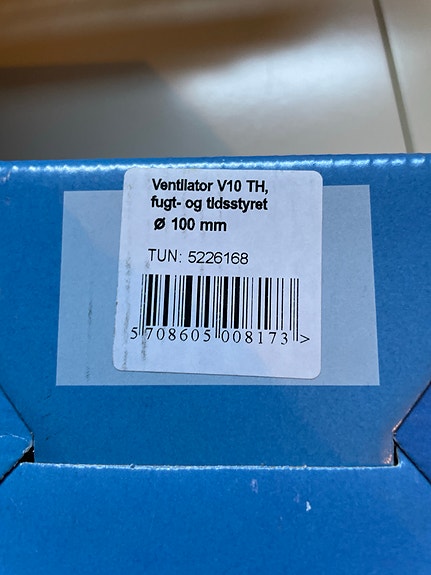 Ventilator V10 TH,
fugt- og tidsstyret
Ø 100 mm
TUN: 5226168
5 708605 008173 >